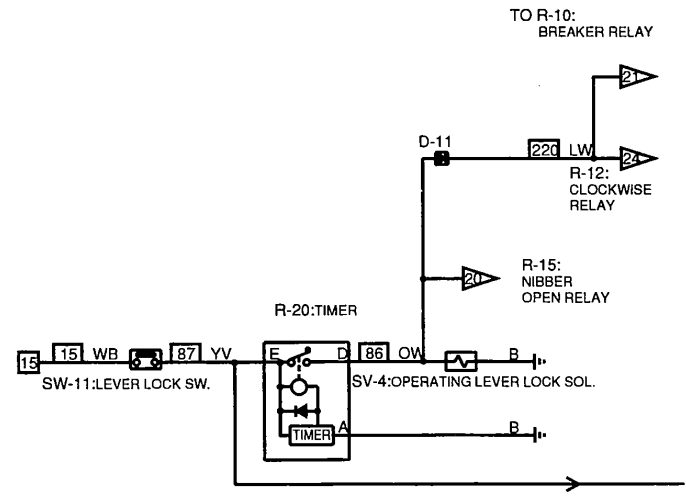 TO R-10:
BREAKER RELAY
21
D-11
220 LW
24
R-12:
CLOCKWISE
RELAY
20
R-15:
NIBBER
OPEN RELAY
R-20:TIMER
15 15 WB 87 YV E D 86 OW B
SW-11:LEVER LOCK SW.
SV-4:OPERATING LEVER LOCK SOL.
TIMER A B